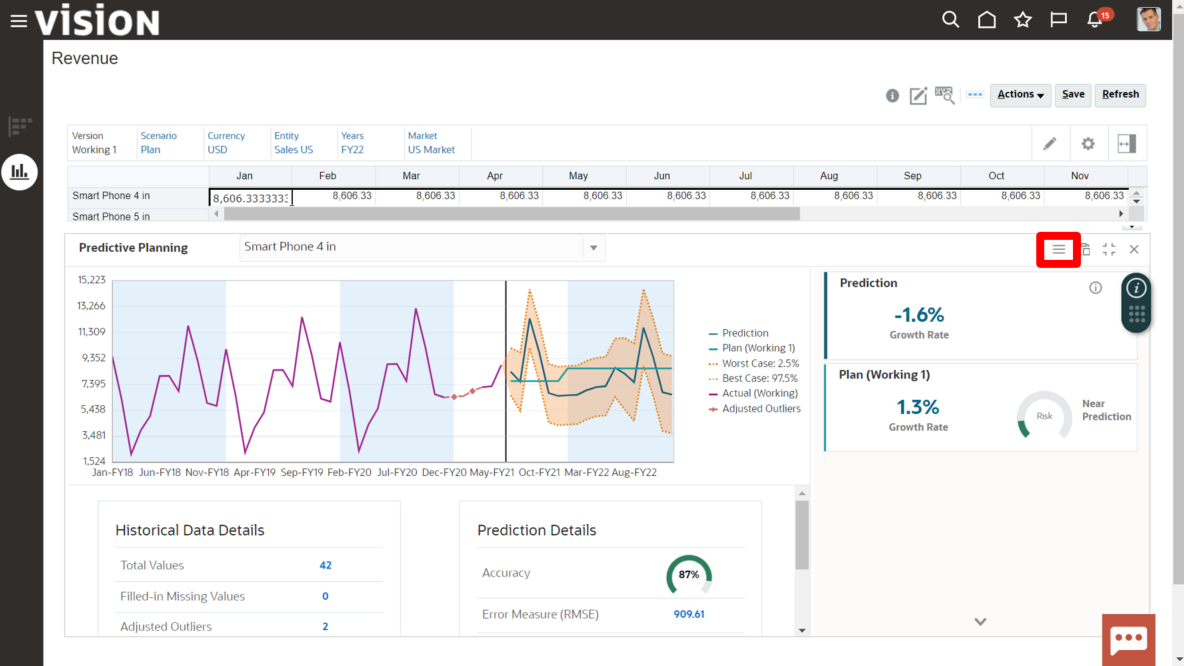 vision
15
Revenue
Actions Save Refresh
Version Scenario Currency Entity Years Market
Working 1 Plan USD Sales US FY22 US Market
Jan Feb Mar Apr May Jun Jul Aug Sep Oct Nov
Smart Phone 4 in 8,606.3333333 8,606.33 8,606.33 8,606.33 8,606.33 8,606.33 8,606.33 8,606.33 8,606.33 8,606.33 8,606.33
Smart Phone 5 in
Predictive Planning Smart Phone 4 in
15,223
13,266
11,309
9,352
7,395
5,438
3,481
1,524
Jan-FY18 Jun-FY18 Nov-FY18 Apr-FY19 Sep-FY19 Feb-FY20 Jul-FY20 Dec-FY20 May-FY21 Oct-FY21 Mar-FY22 Aug-FY22
Prediction
Plan (Working 1)
Worst Case: 2.5%
Best Case: 97.5%
Actual (Working)
Adjusted Outliers
Prediction
-1.6%
Growth Rate
Plan (Working 1)
1.3%
Growth Rate
Risk
Near
Prediction
Historical Data Details
Total Values 42
Filled-in Missing Values 0
Adjusted Outliers 2
Prediction Details
Accuracy 87%
Error Measure (RMSE) 909.61